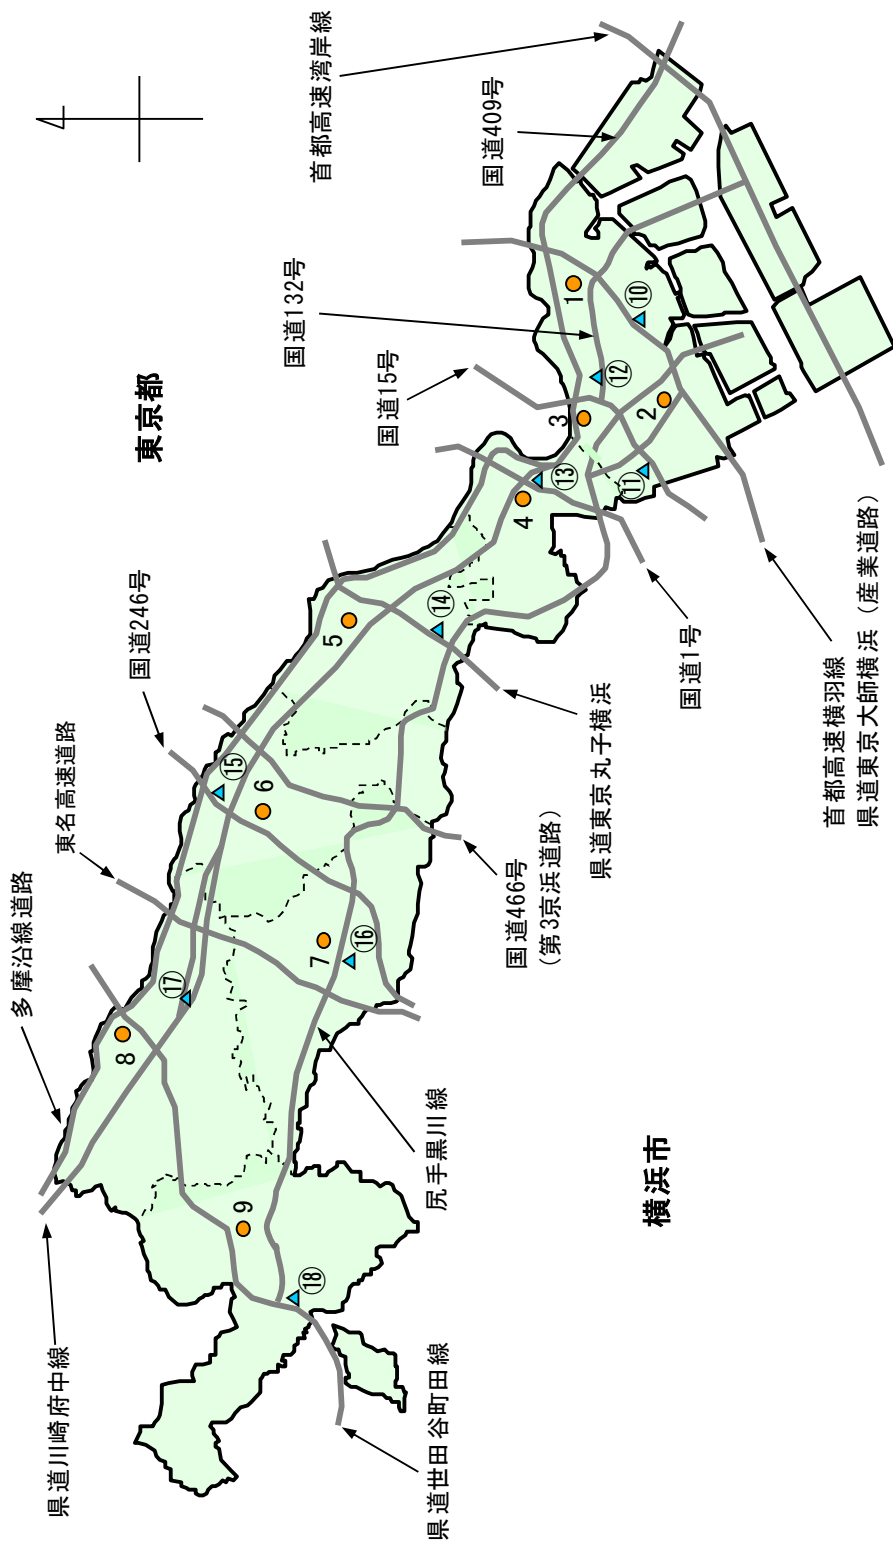 県道川崎府中線
多摩沿線道路
東名高速道路
国道246号
東京都
国道15号
国道132号
首都高速湾岸線
国道409号
8
⑰
⑮
6
5
7
⑯
9
⑱
⑭
4
⑬
3
⑫
1
⑩
2
⑪
県道世田谷町田線
尻手黒川線
国道466号
(第3京浜道路)
県道東京丸子横浜
国道1号
首都高速横羽線
県道東京大師横浜（産業道路）
横浜市